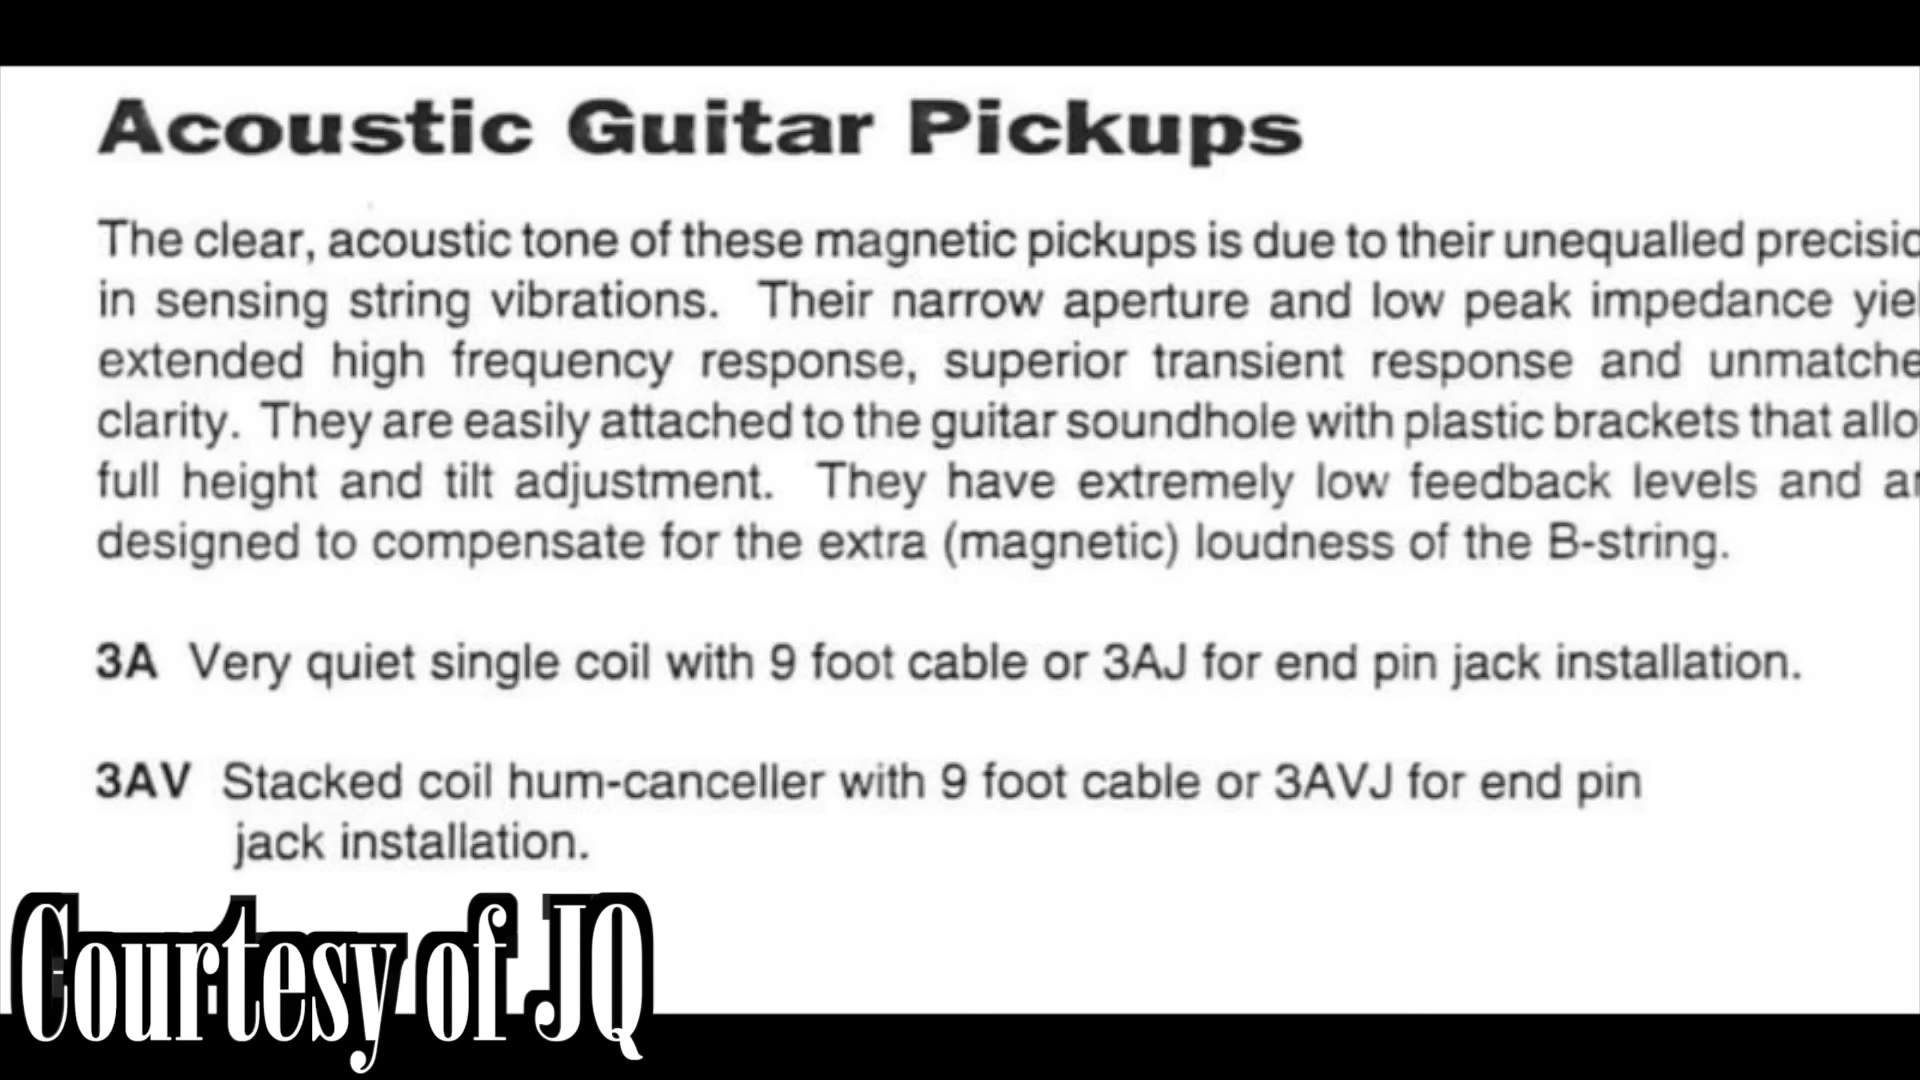 Acoustic Guitar Pickups
The clear, acoustic tone of these magnetic pickups is due to their unequalled precisio
in sensing string vibrations. Their narrow aperture and low peak impedance yiel
extended high frequency response, superior transient response and unmatche
clarity. They are easily attached to the guitar soundhole with plastic brackets that allo
full height and tilt adjustment. They have extremely low feedback levels and ar
designed to compensate for the extra (magnetic) loudness of the B-string.
3A Very quiet single coil with 9 foot cable or 3AJ for end pin jack installation.
3AV Stacked coil hum-canceller with 9 foot cable or 3AVJ for end pin
jack installation.
Courtesy of JQ